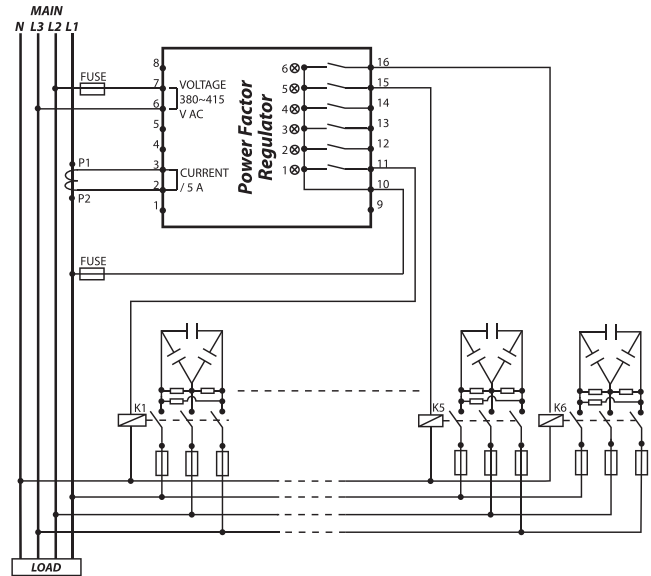 MAIN
N L3 L2 L1
FUSE
8
7
6
5
4
3
2
1
VOLTAGE
380~415
V AC
CURRENT
/ 5 A
P1
P2
Power Factor
Regulator
6
5
4
3
2
1
16
15
14
13
12
11
10
9
FUSE
K1
K5
K6
LOAD